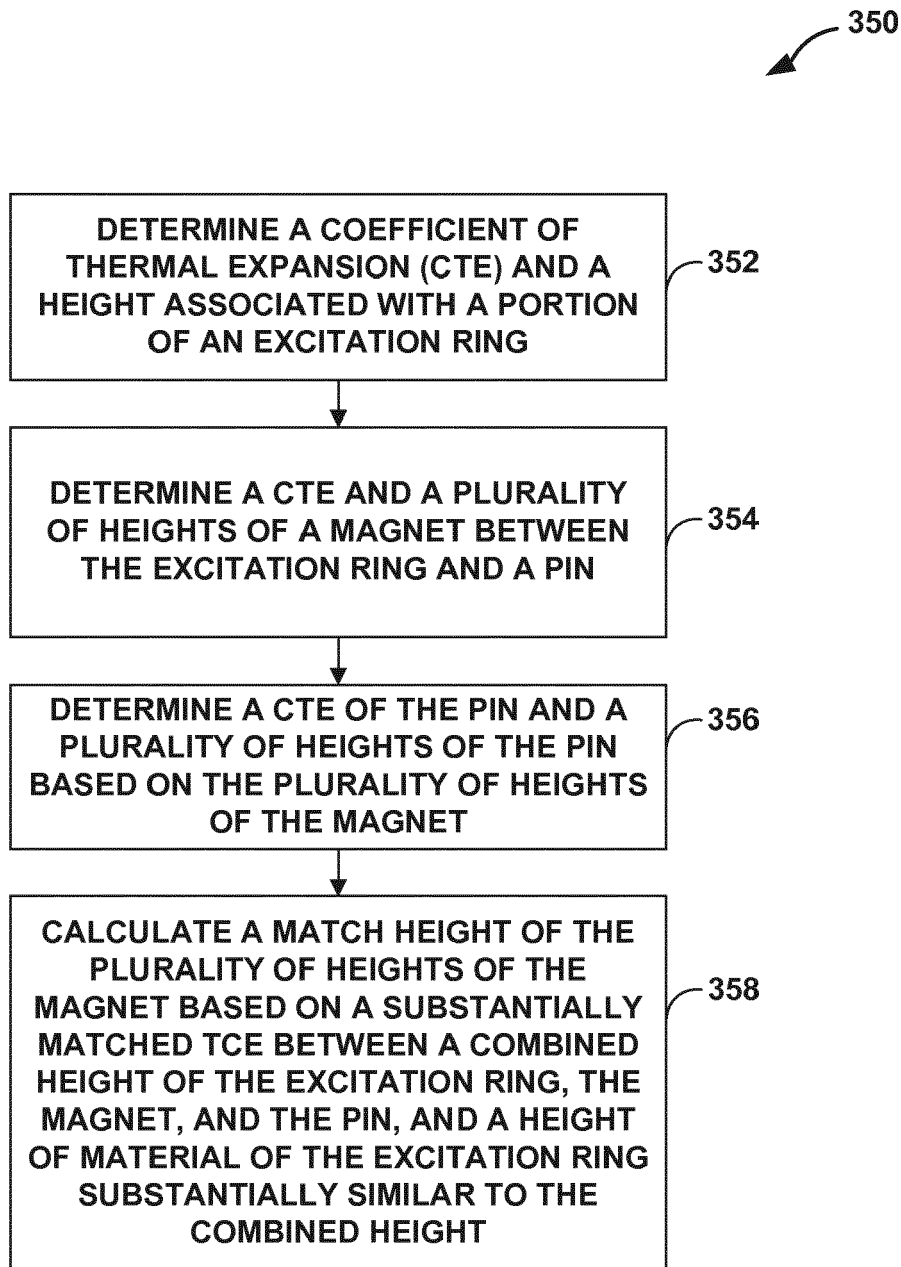 350
DETERMINE A COEFFICIENT OF
THERMAL EXPANSION (CTE) AND A
HEIGHT ASSOCIATED WITH A PORTION
OF AN EXCITATION RING
352
DETERMINE A CTE AND A PLURALITY
OF HEIGHTS OF A MAGNET BETWEEN
THE EXCITATION RING AND A PIN
354
DETERMINE A CTE OF THE PIN AND A
PLURALITY OF HEIGHTS OF THE PIN
BASED ON THE PLURALITY OF HEIGHTS
OF THE MAGNET
356
CALCULATE A MATCH HEIGHT OF THE
PLURALITY OF HEIGHTS OF THE
MAGNET BASED ON A SUBSTANTIALLY
MATCHED TCE BETWEEN A COMBINED
HEIGHT OF THE EXCITATION RING, THE
MAGNET, AND THE PIN, AND A HEIGHT
OF MATERIAL OF THE EXCITATION RING
SUBSTANTIALLY SIMILAR TO THE
COMBINED HEIGHT
358